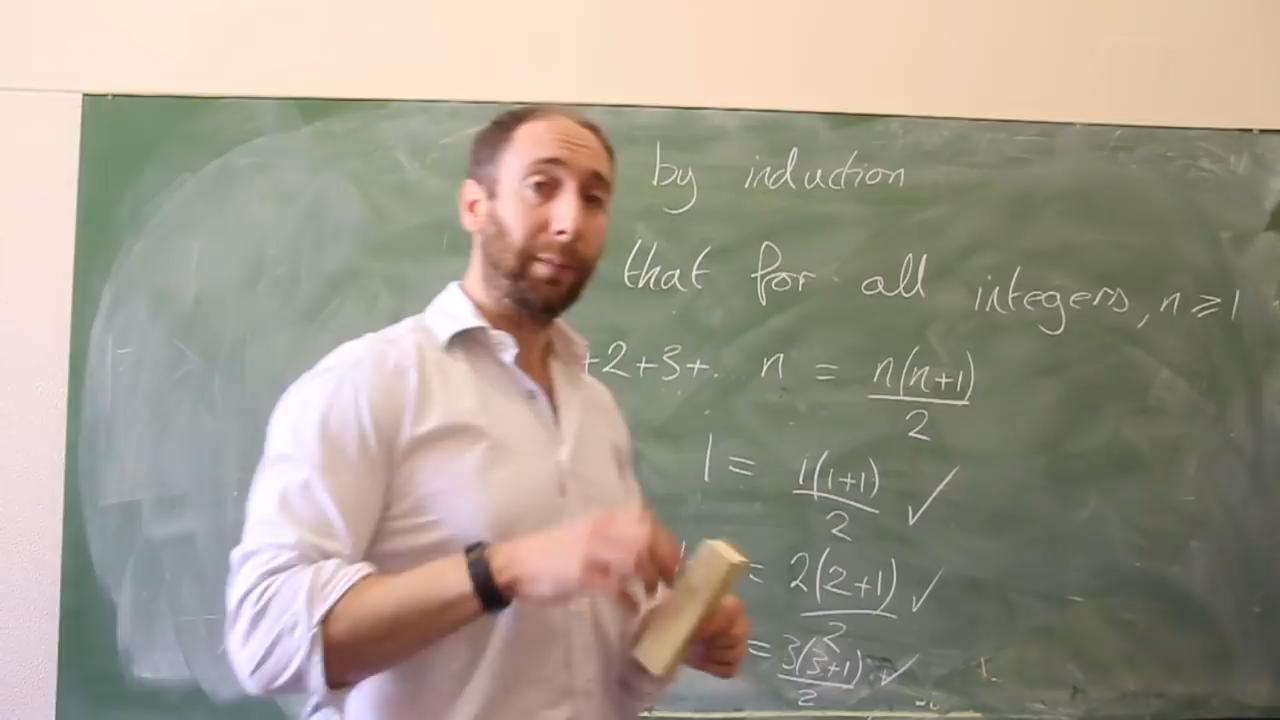 by induction
that for all integers, n ≥ 1
+2+3+.. n = n(n+1)/2
1 = 1(1+1)/2 ✓
= 2(2+1)/2 ✓
= 3(3+1)/2 ✓